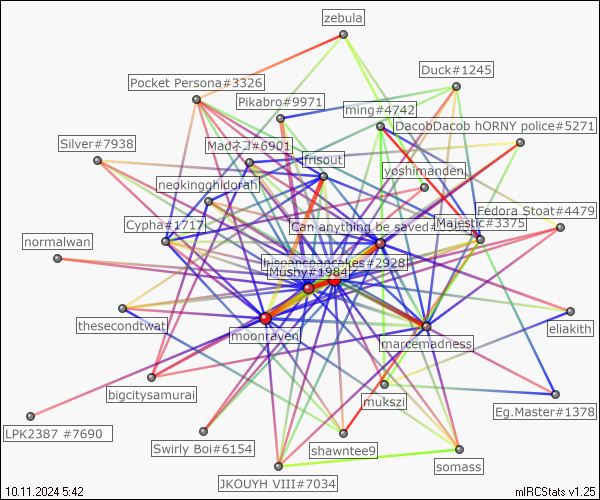 zebula
Duck#1245
Pocket Persona#3326
Pikabro#9971
ming#4742
DacobDacob hORNY police#5271
Silver#7938
Madネコ#6901
frisout
yoshimanden
neokingghidorah
Fedora Stoat#4479
Cypha#1717
Can anything be saved#
Majestic#3375
normalwan
hispanicpancakes#2928
Mushy#1984
thesecondtwat
moonraven
eliakith
marcemadness
bigcitysamurai
mukszi
Eg.Master#1378
LPK2387 #7690
Swirly Boi#6154
shawntee9
somass
JKOUYH VIII#7034
10.11.2024 5:42
mIRCStats v1.25